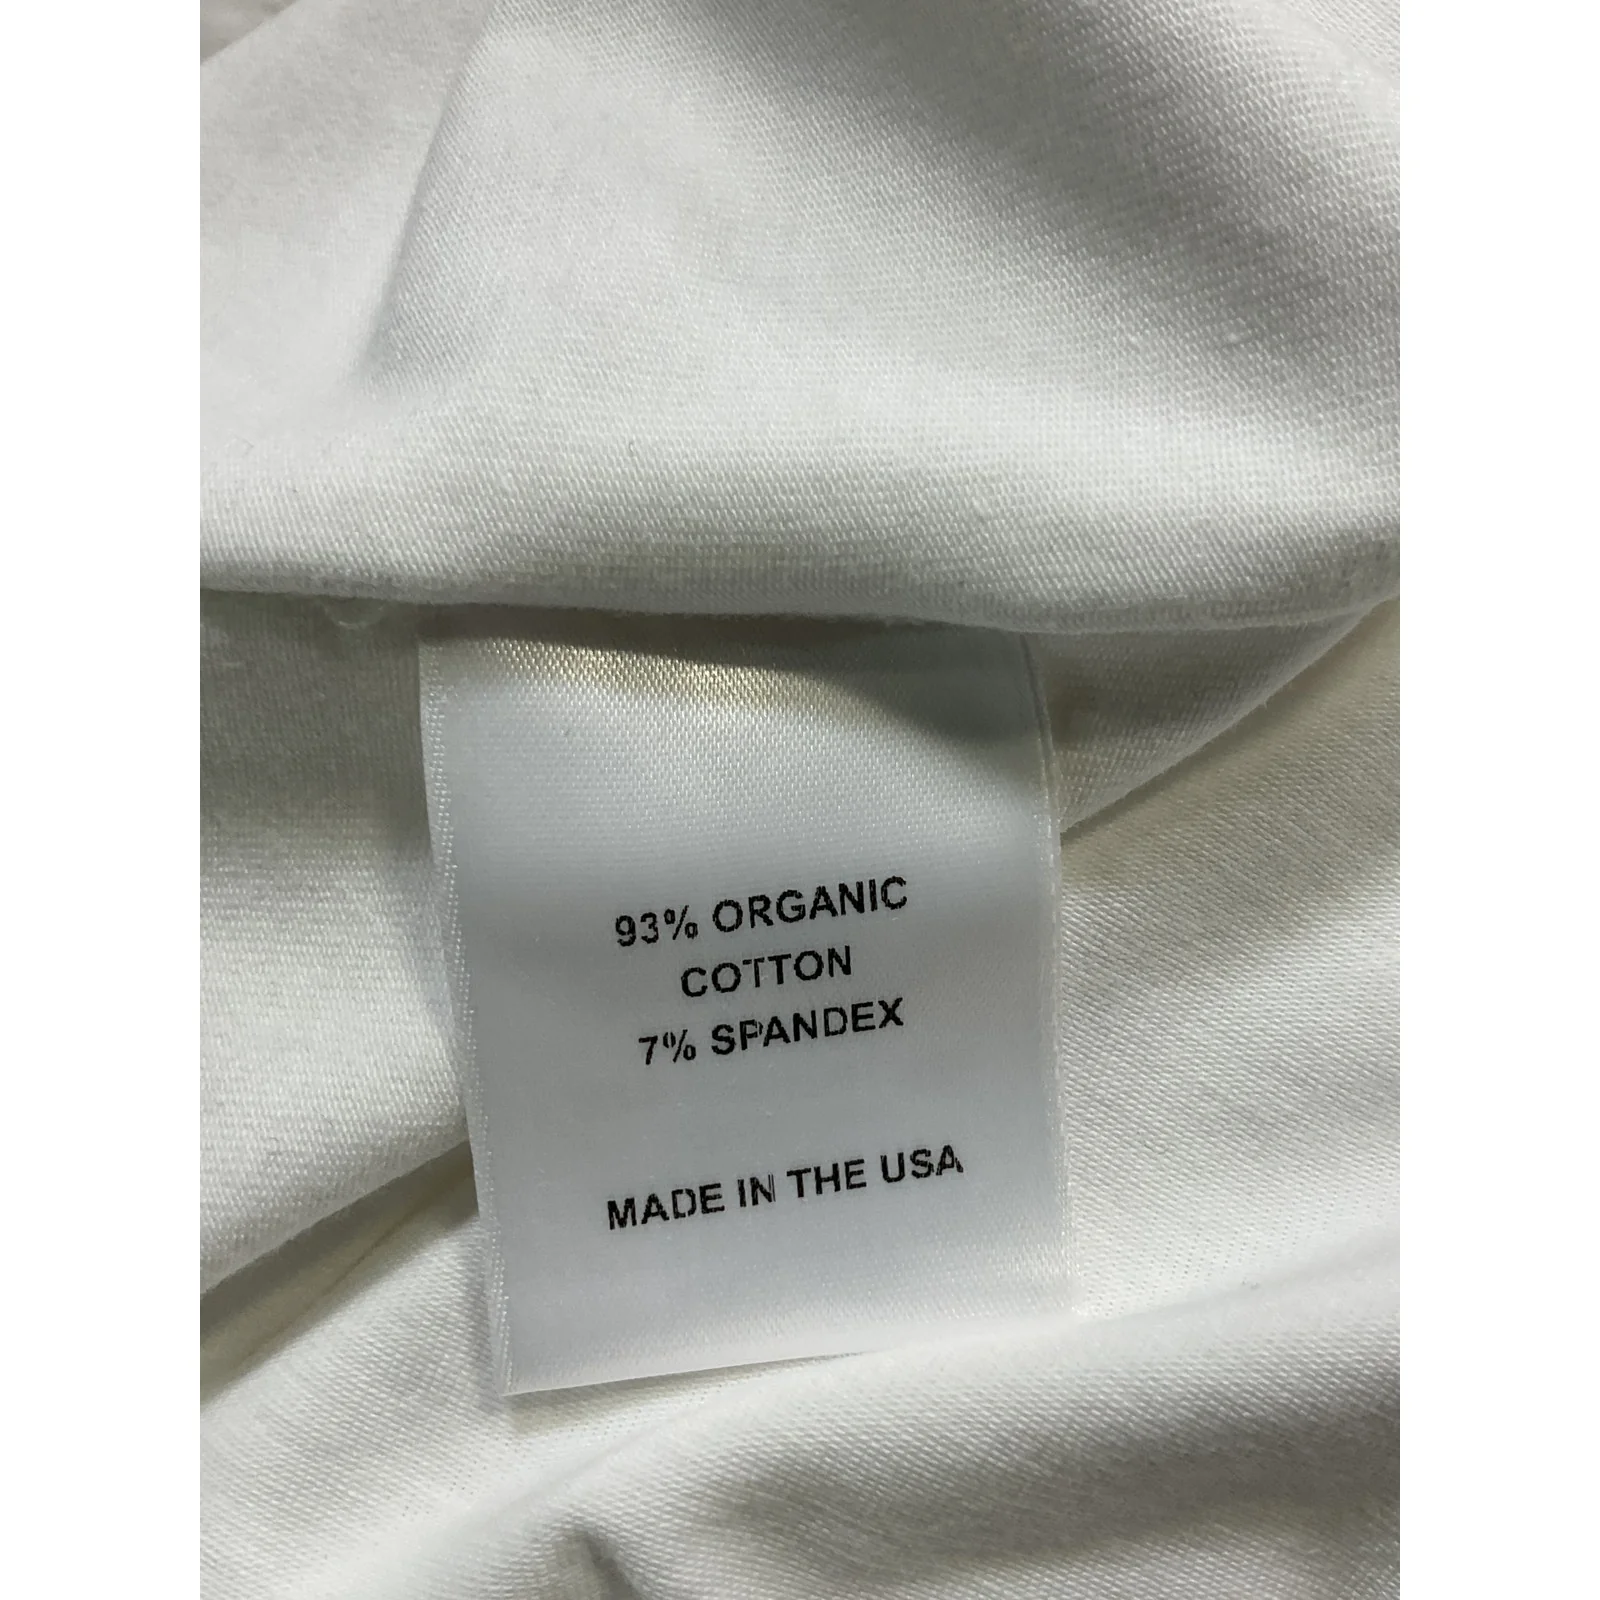 93% ORGANIC
COTTON
7% SPANDEX
MADE IN THE USA